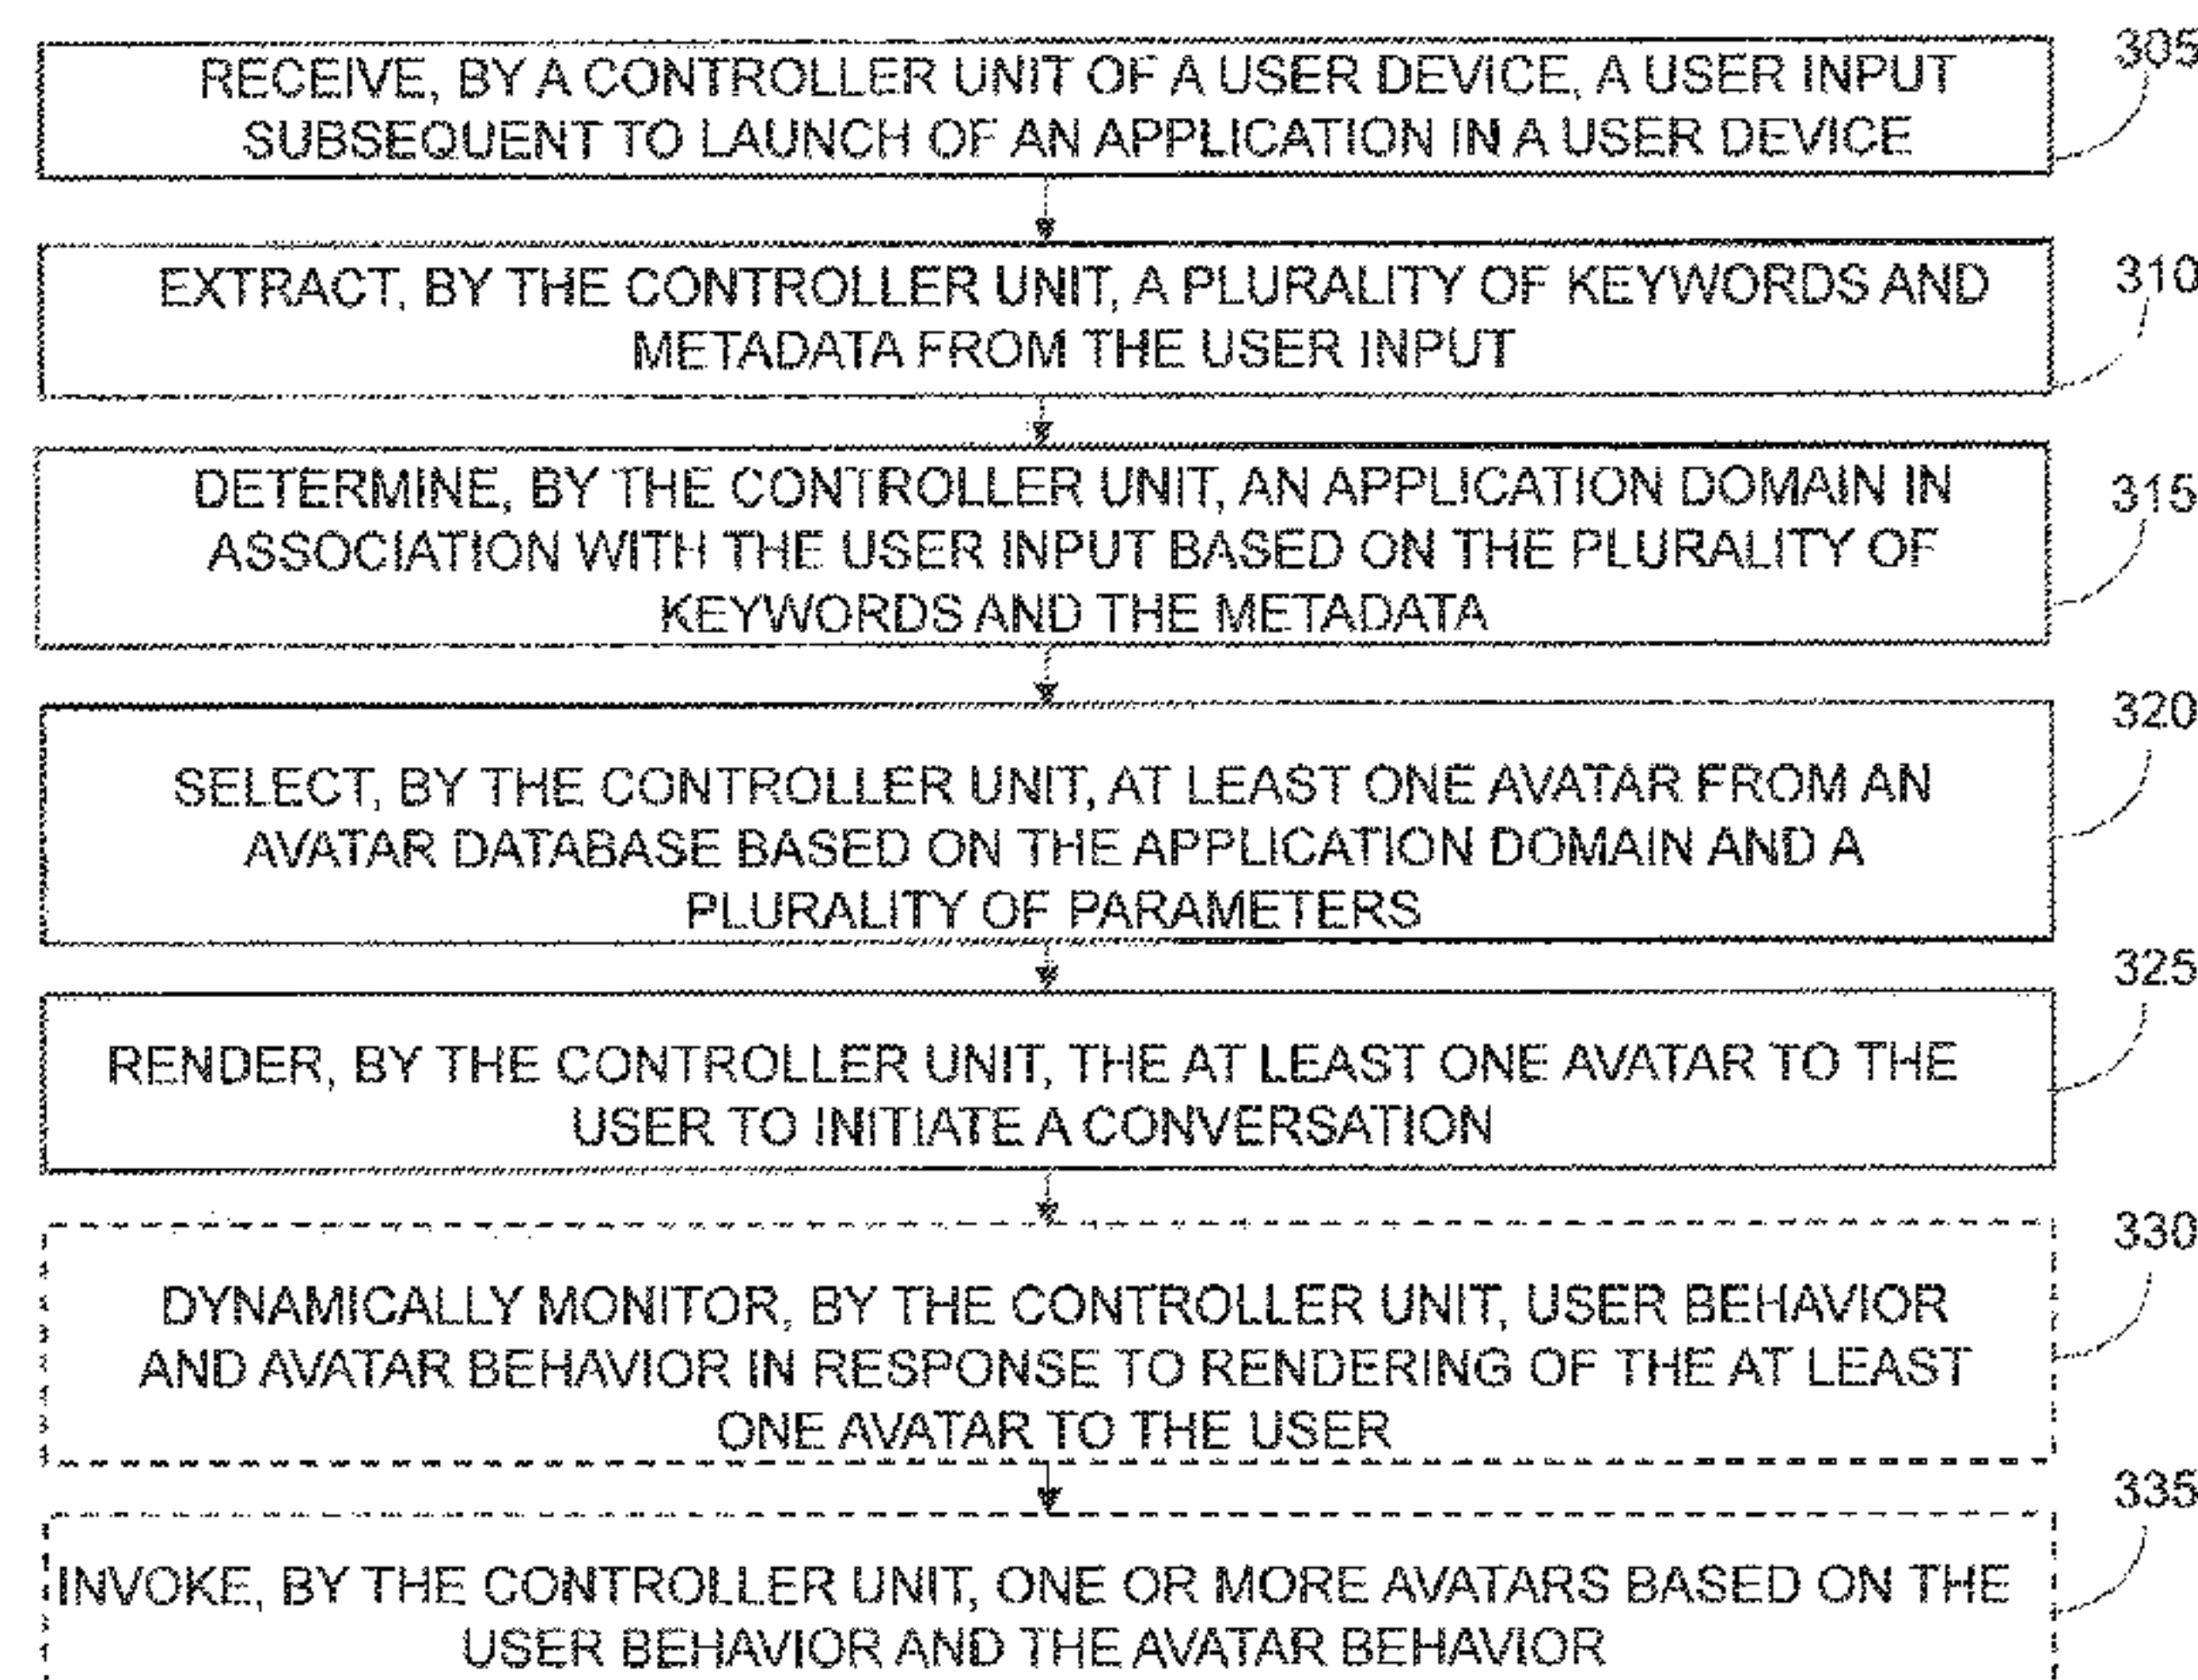 305
RECEIVE, BY A CONTROLLER UNIT OF A USER DEVICE, A USER INPUT
SUBSEQUENT TO LAUNCH OF AN APPLICATION IN A USER DEVICE
310
EXTRACT, BY THE CONTROLLER UNIT, A PLURALITY OF KEYWORDS AND
METADATA FROM THE USER INPUT
315
DETERMINE, BY THE CONTROLLER UNIT, AN APPLICATION DOMAIN IN
ASSOCIATION WITH THE USER INPUT BASED ON THE PLURALITY OF
KEYWORDS AND THE METADATA
320
SELECT, BY THE CONTROLLER UNIT, AT LEAST ONE AVATAR FROM AN
AVATAR DATABASE BASED ON THE APPLICATION DOMAIN AND A
PLURALITY OF PARAMETERS
325
RENDER, BY THE CONTROLLER UNIT, THE AT LEAST ONE AVATAR TO THE
USER TO INITIATE A CONVERSATION
330
DYNAMICALLY MONITOR, BY THE CONTROLLER UNIT, USER BEHAVIOR
AND AVATAR BEHAVIOR IN RESPONSE TO RENDERING OF THE AT LEAST
ONE AVATAR TO THE USER
335
INVOKE, BY THE CONTROLLER UNIT, ONE OR MORE AVATARS BASED ON THE
USER BEHAVIOR AND THE AVATAR BEHAVIOR